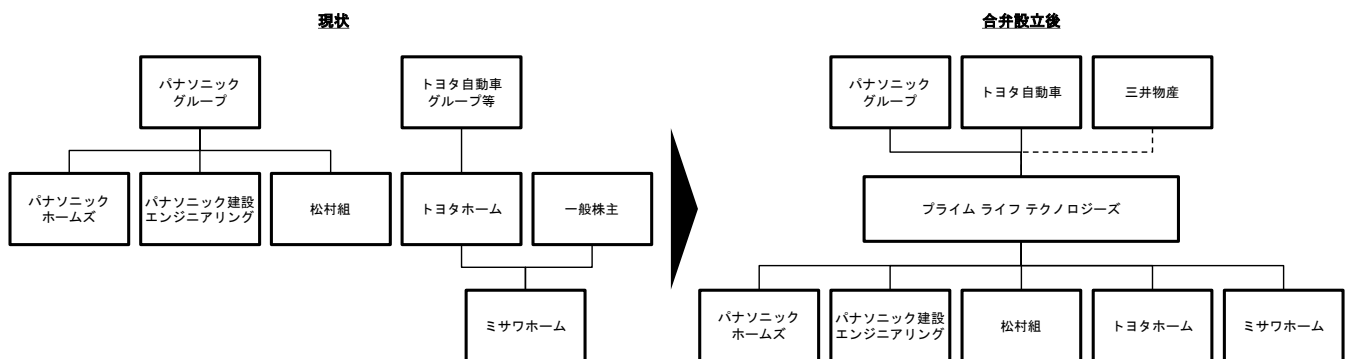 現状
パナソニック
グループ
トヨタ自動車
グループ等
パナソニック
ホームズ
パナソニック建設
エンジニアリング
松村組
トヨタホーム
一般株主
ミサワホーム
合弁設立後
パナソニック
グループ
トヨタ自動車
三井物産
プライム ライフ テクノロジーズ
パナソニック
ホームズ
パナソニック建設
エンジニアリング
松村組
トヨタホーム
ミサワホーム